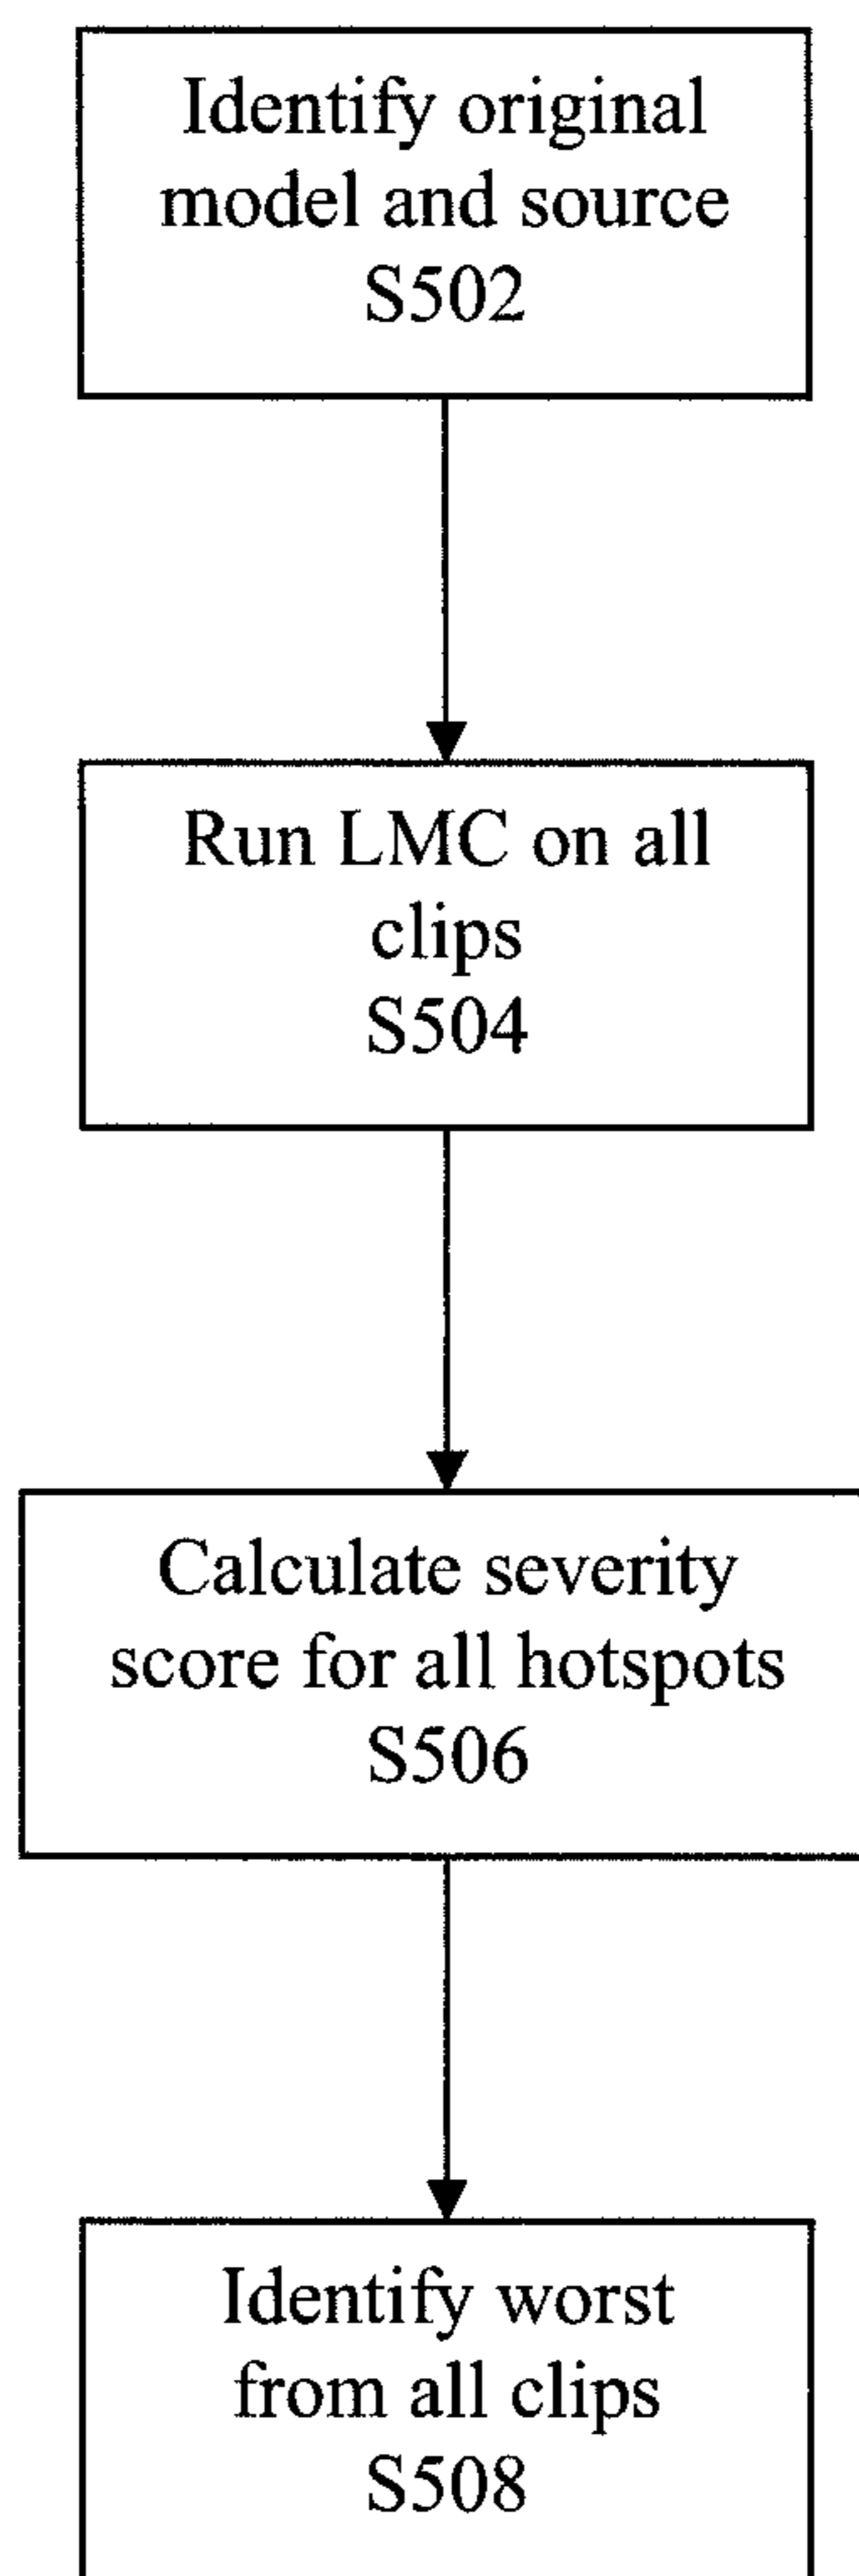 Identify original
model and source
S502
Run LMC on all
clips
S504
Calculate severity
score for all hotspots
S506
Identify worst
from all clips
S508